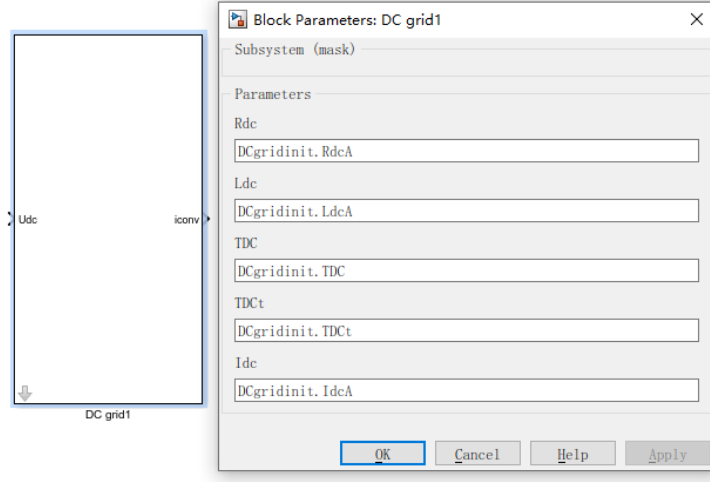 Udc
iconv
DC grid1
Block Parameters: DC grid1
Subsystem (mask)
Parameters
Rdc
DCgridinit.RdcA
Ldc
DCgridinit.LdcA
TDC
DCgridinit.TDC
TDCt
DCgridinit.TDCt
Idc
DCgridinit.IdcA
OK
Cancel
Help
Apply